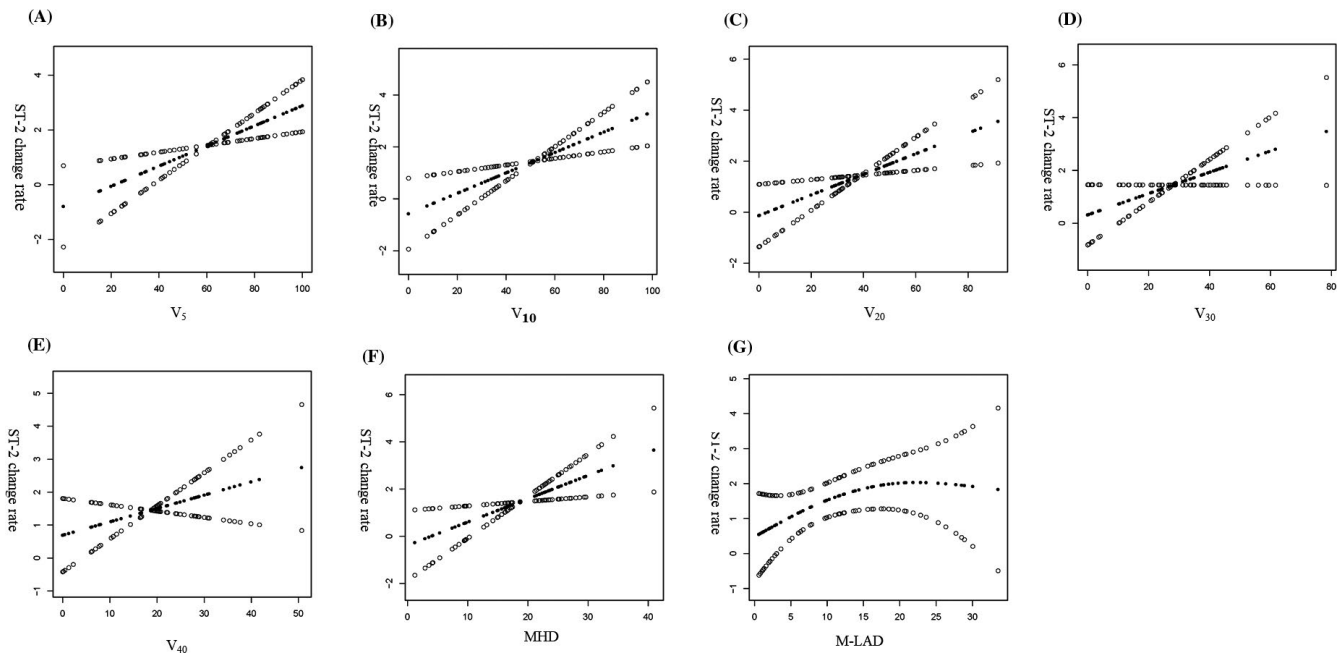 (A)
ST-2 change rate
4
2
0
-2
0 20 40 60 80 100
V5
(B)
ST-2 change rate
4
2
0
-2
0 20 40 60 80 100
V10
(C)
ST-2 change rate
6
4
2
0
-2
0 20 40 60 80
V20
(D)
ST-2 change rate
6
4
2
0
0 20 40 60 80
V30
(E)
ST-2 change rate
5
4
3
2
1
0
-1
0 10 20 30 40 50
V40
(F)
ST-2 change rate
6
4
2
0
-2
0 10 20 30 40
MHD
(G)
ST-2 change rate
5
4
3
2
1
0
-1
0 5 10 15 20 25 30
M-LAD